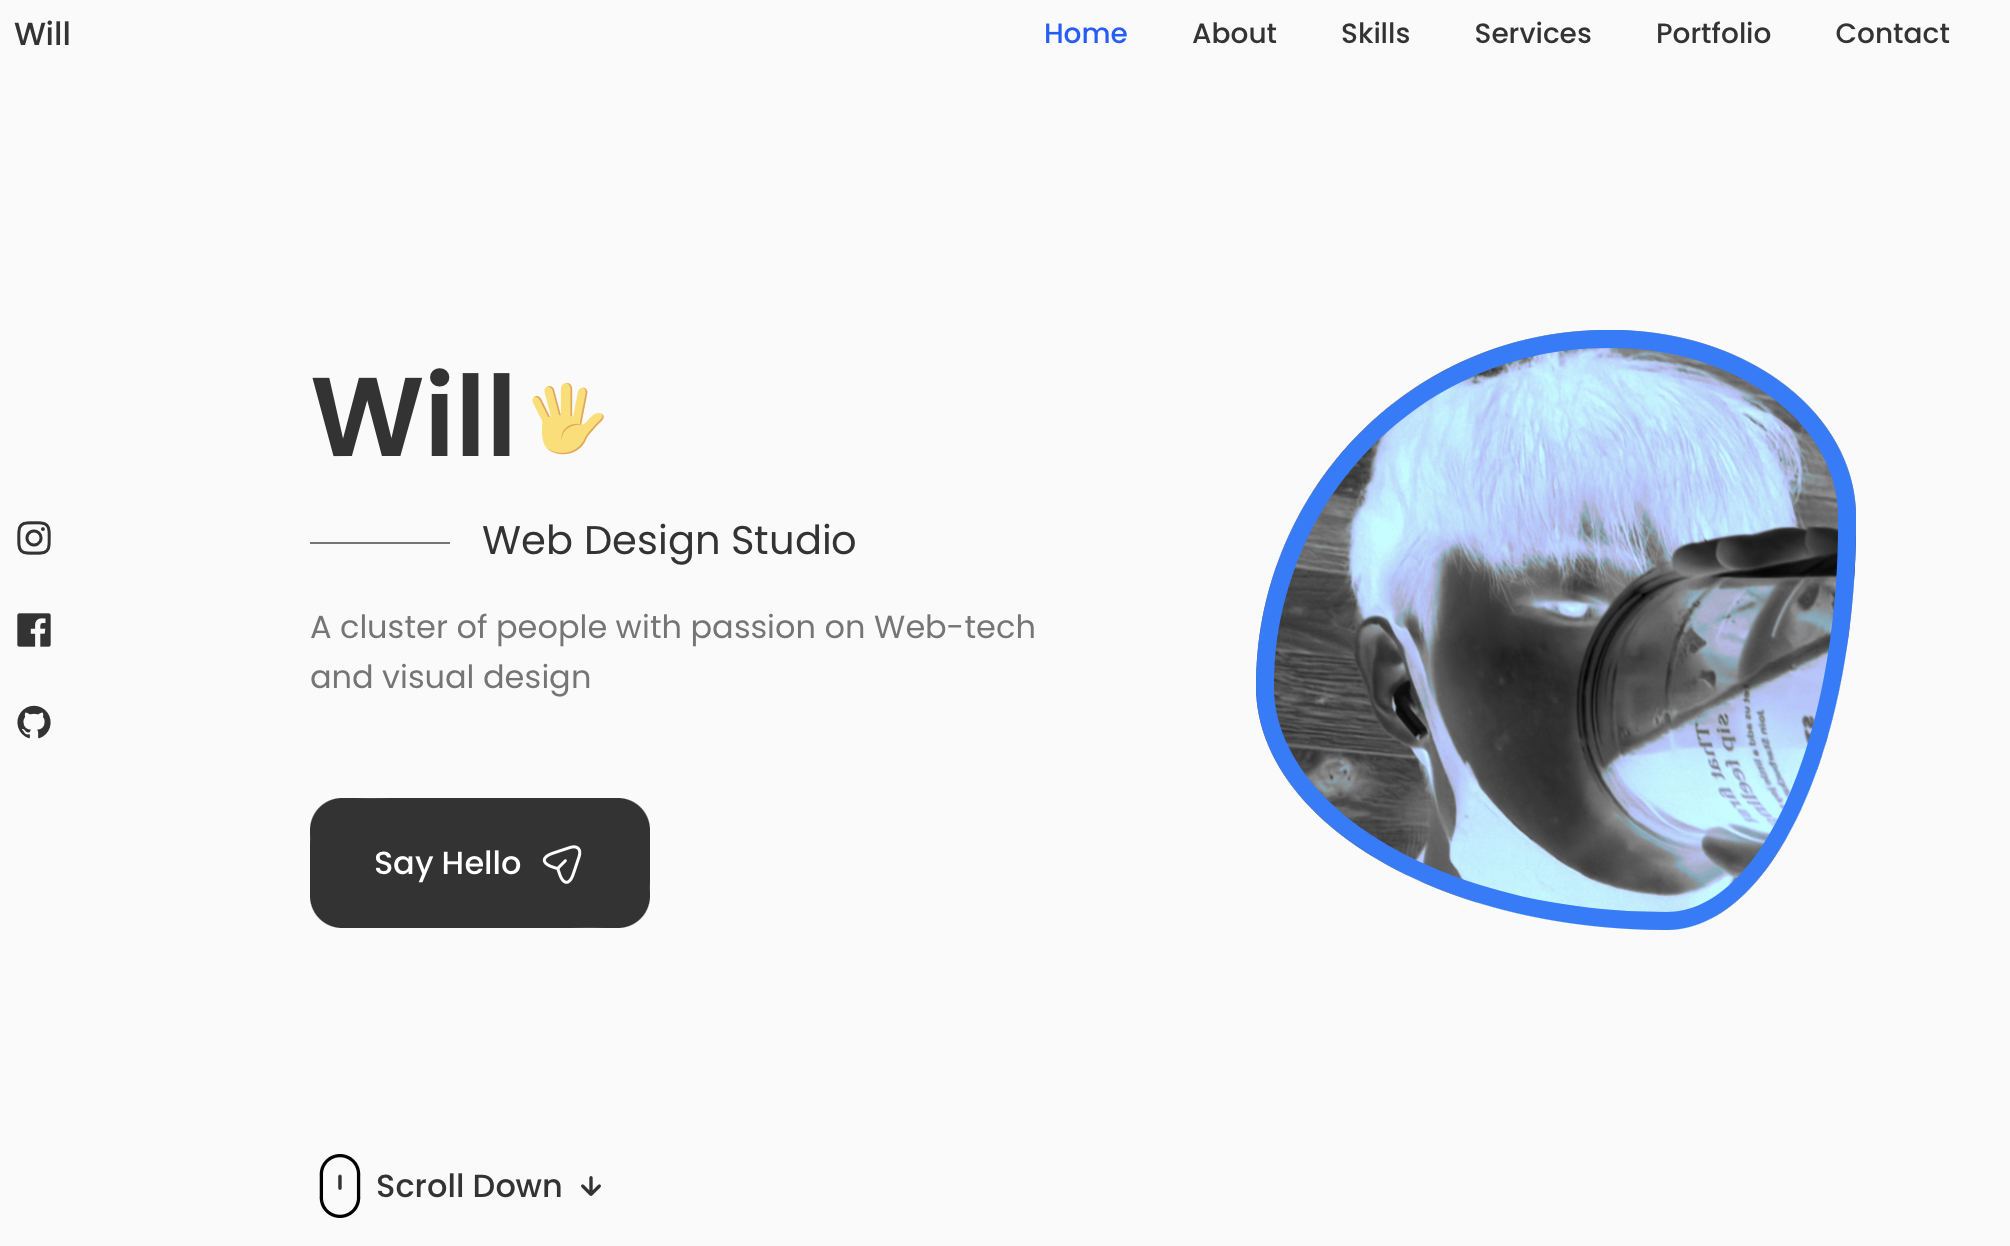 Will
Home About Skills Services Portfolio Contact
Will
Web Design Studio
A cluster of people with passion on Web-tech
and visual design
Say Hello
Scroll Down